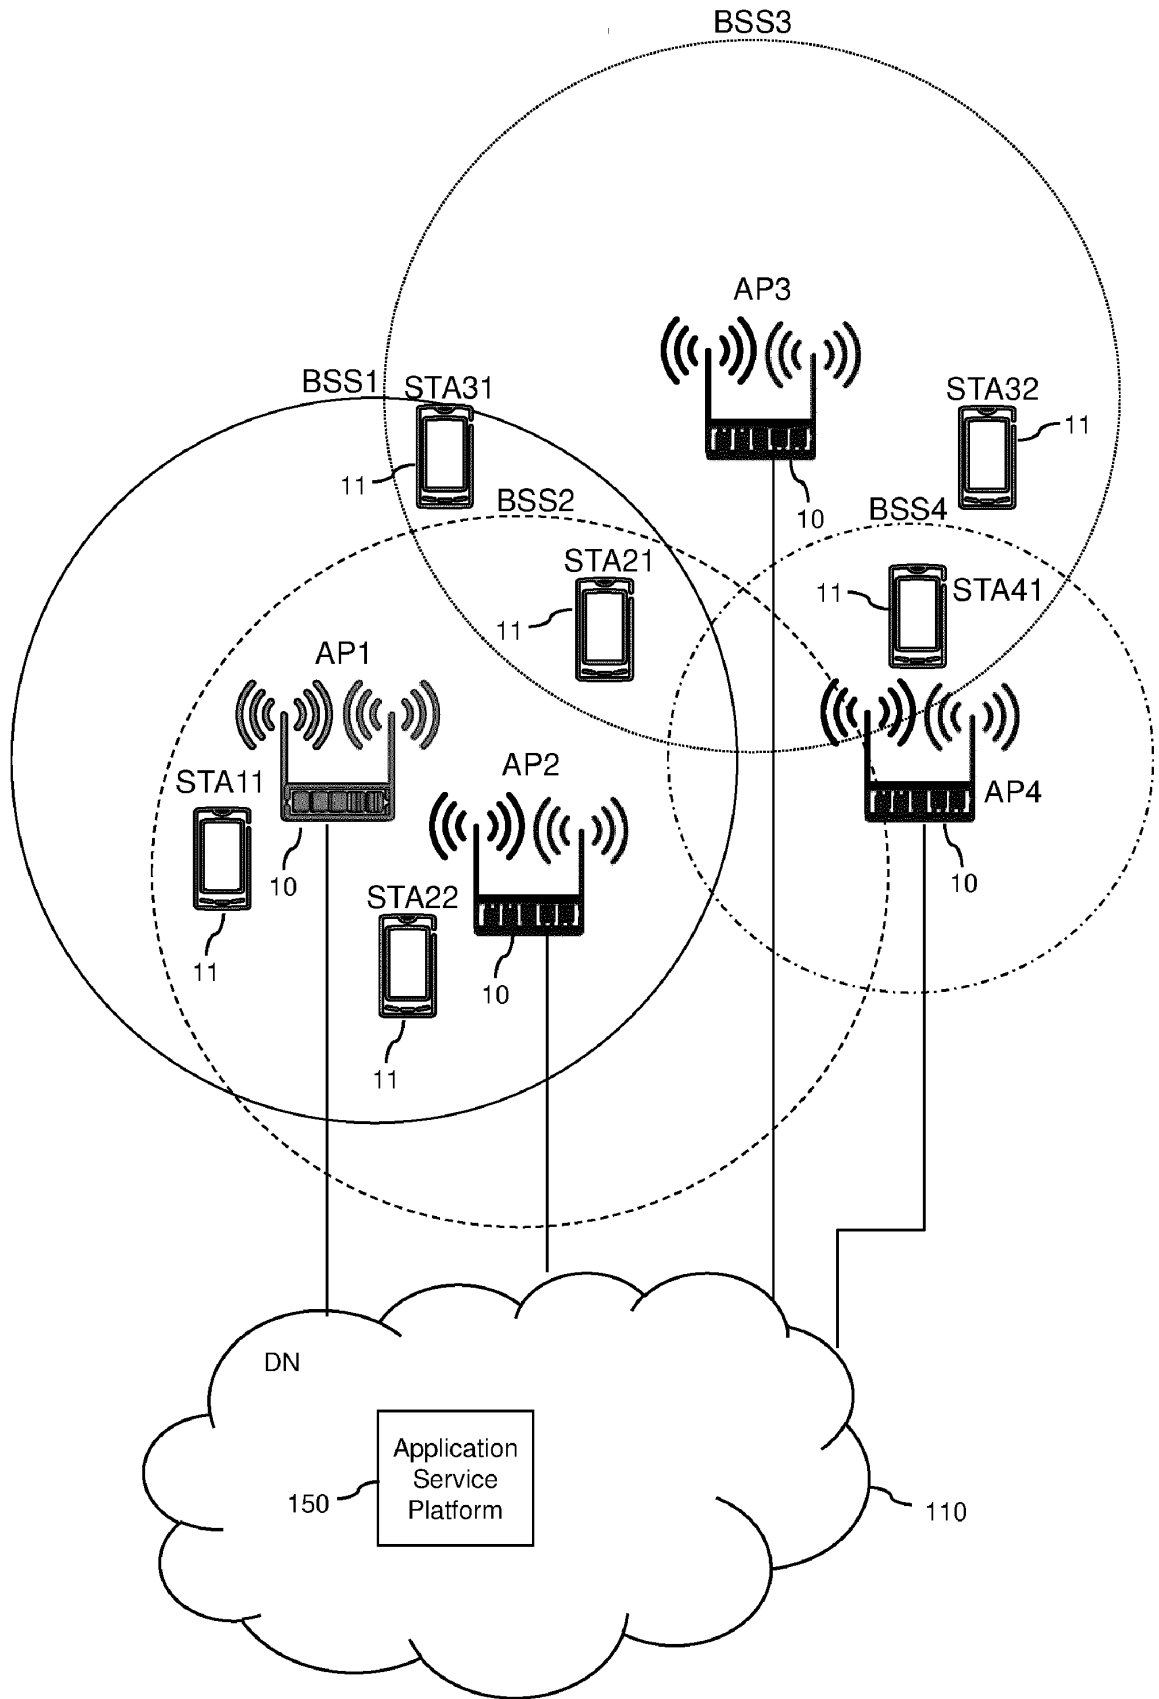 BSS3
AP3
BSS1
STA31
STA32
11
11
10
BSS2
BSS4
STA21
11
STA41
11
AP1
AP2
STA11
AP4
10
10
STA22
10
11
11
DN
Application
Service
Platform
150
110